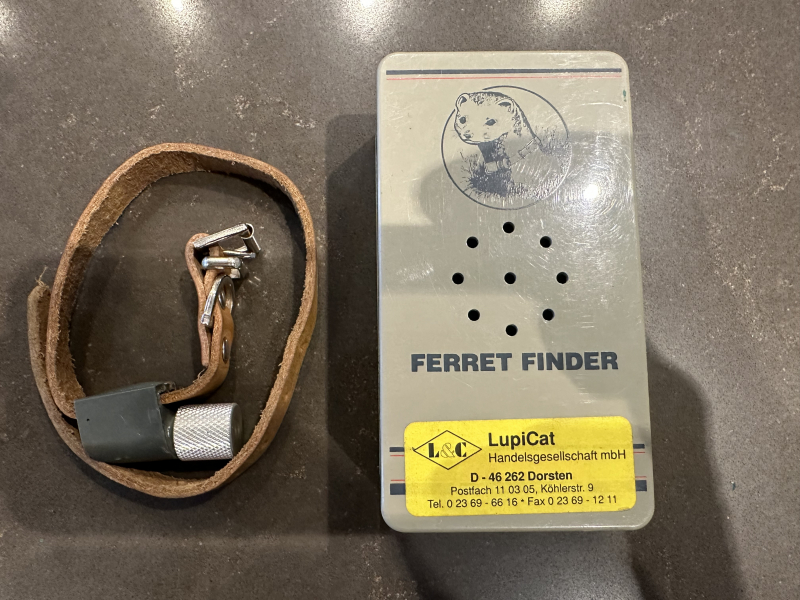 FERRET FINDER
L&C
LupiCat
Handelsgesellschaft mbH
D - 46 262 Dorsten
Postfach 11 03 05, Köhlerstr. 9
Tel. 0 23 69 - 66 16 * Fax 0 23 69 - 12 11